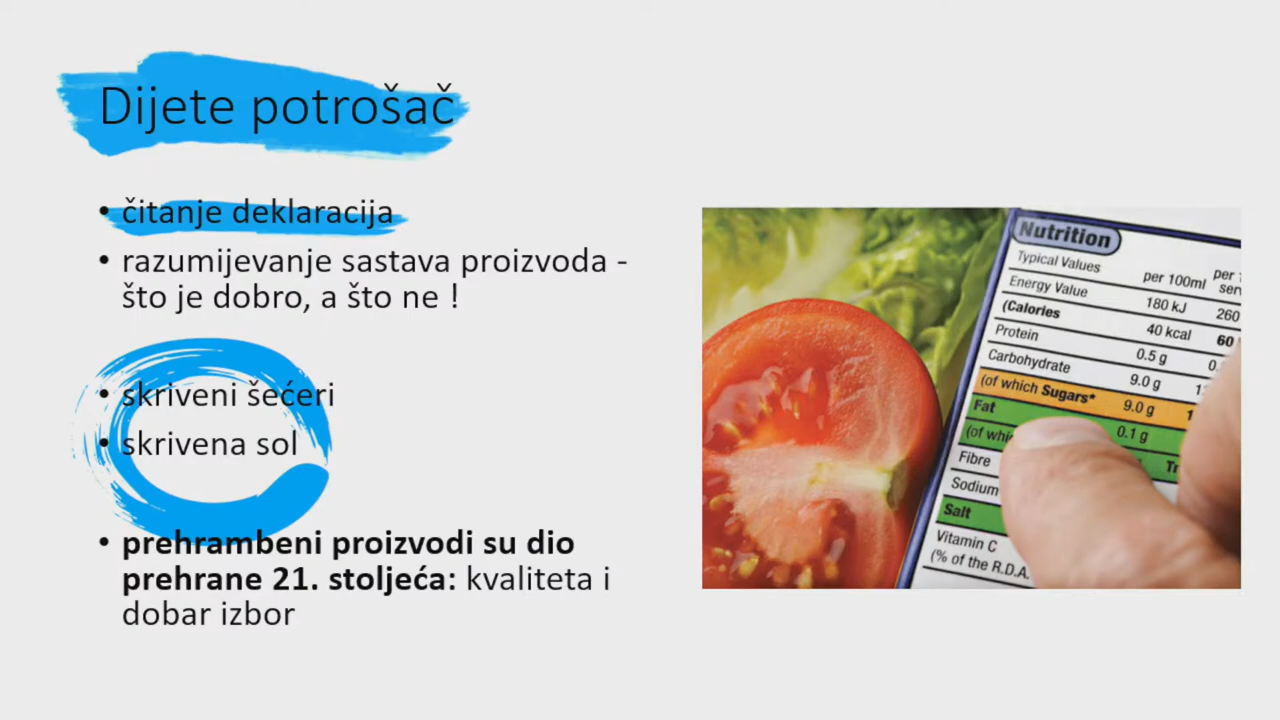 Dijete potrošač
• čitanje deklaracija
• razumijevanje sastava proizvoda -
što je dobro, a što ne !
• skriveni šećeri
• skrivena sol
• prehrambeni proizvodi su dio
prehrane 21. stoljeća: kvaliteta i
dobar izbor
Nutrition
Typical Values per 100ml per
Energy Value 180 kJ 260
(Calories 40 kcal 60
Protein 0.5 g
Carbohydrate 9.0 g
(of which Sugars* 9.0 g
Fat 0.1 g
(of
Fibre
Sodium
Salt
Vitamin C
(% of the R.D.A.